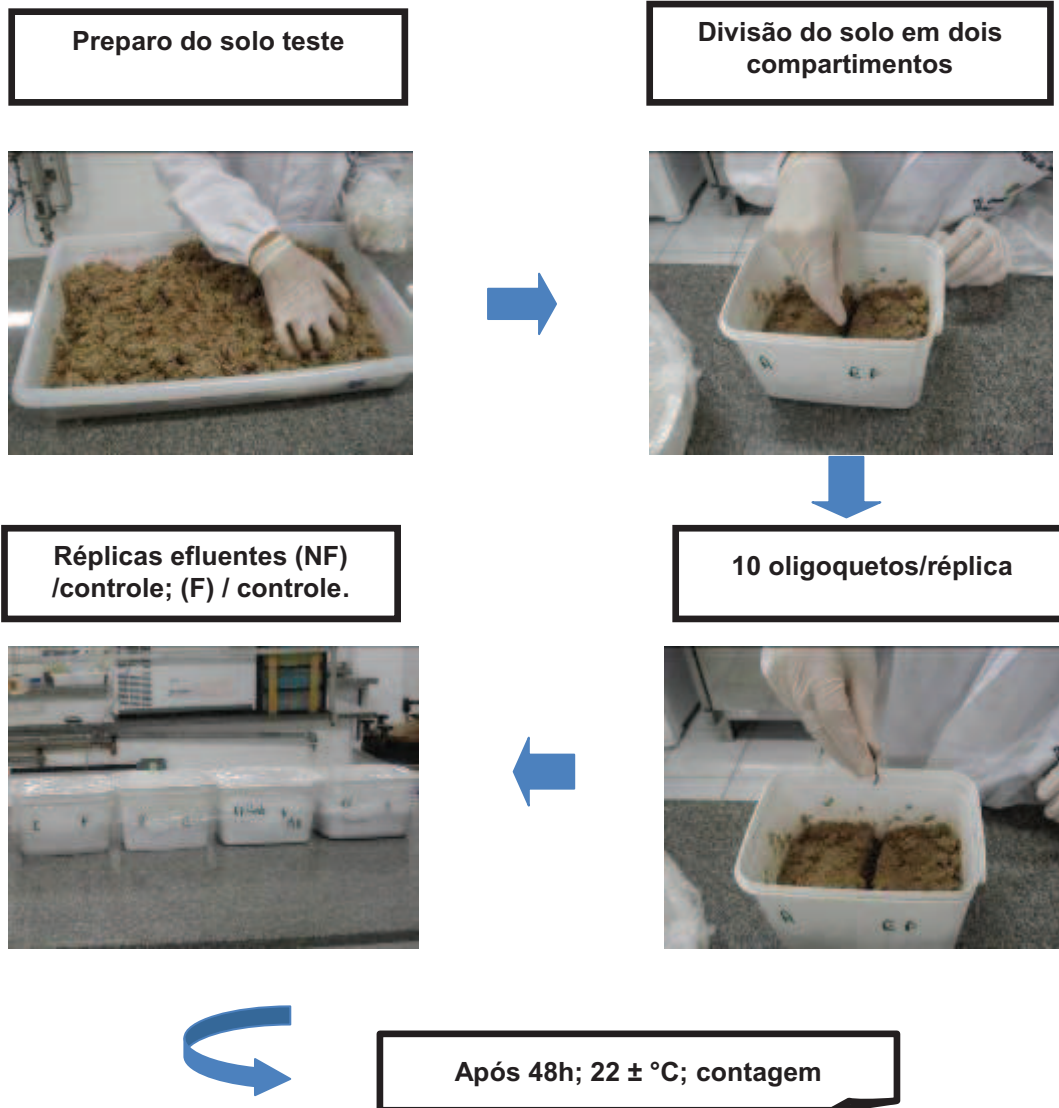 Preparo do solo teste
Divisão do solo em dois
compartimentos
A
E F
10 oligoquetos/réplica
A
E F
Réplicas efluentes (NF)
/controle; (F) / controle.
Após 48h; 22 ± °C; contagem